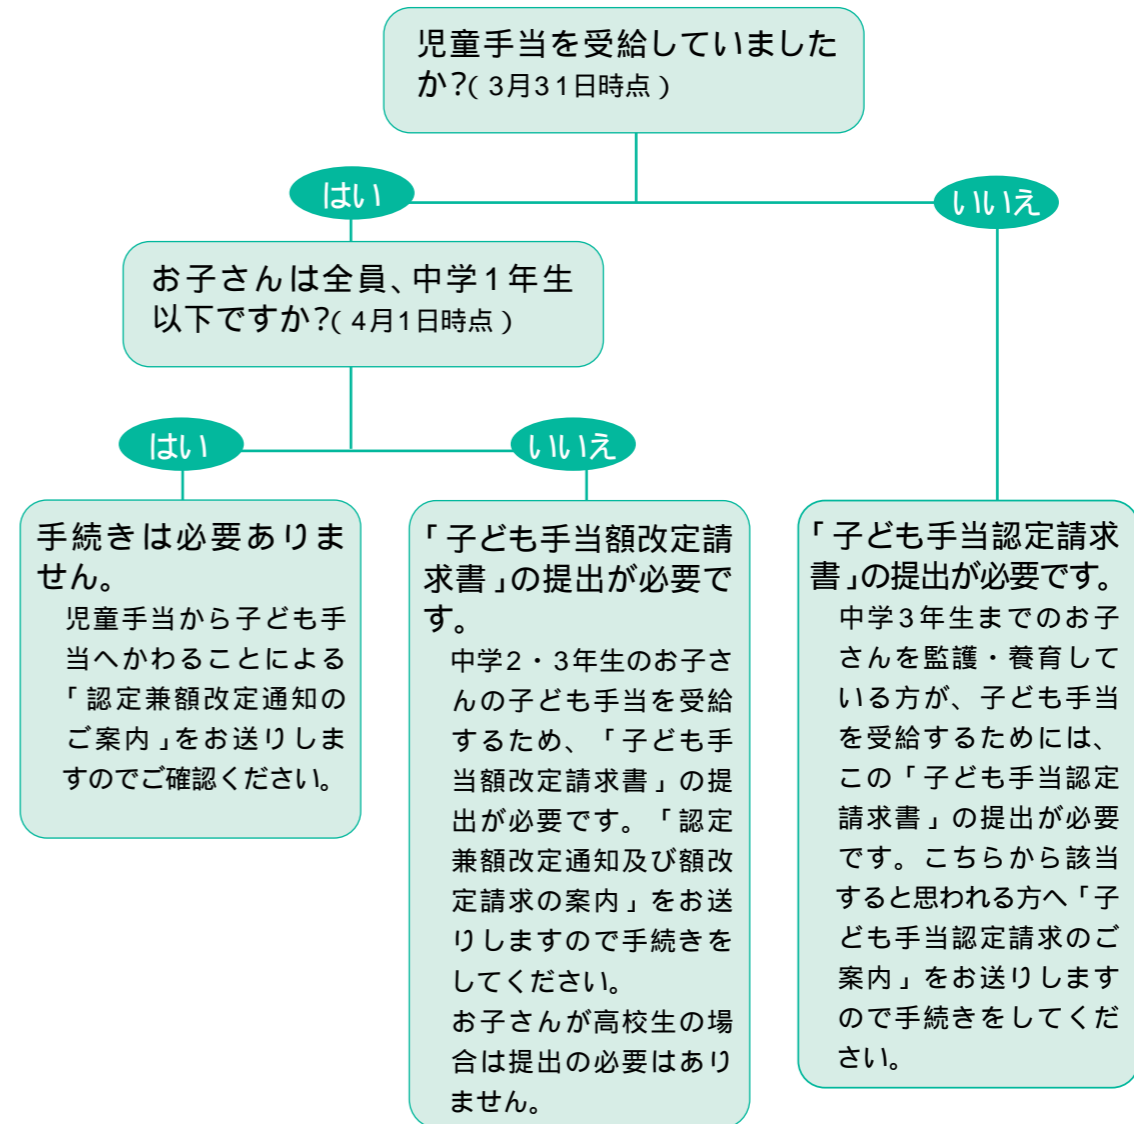 児童手当を受給していました
か?(3月31日時点)
はい
いいえ
お子さんは全員、中学1年生
以下ですか?(4月1日時点)
はい
いいえ
手続きは必要ありま
せん。
児童手当から子ども手
当へかわることによる
「認定兼額改定通知の
ご案内」をお送りしま
すのでご確認ください。
「子ども手当額改定請
求書」の提出が必要で
す。
中学2・3年生のお子さ
んの子ども手当を受給
するため、「子ども手
当額改定請求書」の提
出が必要です。「認定
兼額改定通知及び額改
定請求の案内」をお送
りしますので手続きを
してください。
お子さんが高校生の場
合は提出の必要はあり
ません。
「子ども手当認定請求
書」の提出が必要です。
中学3年生までのお子
さんを監護・養育して
いる方が、子ども手当
を受給するためには、
この「子ども手当認定
請求書」の提出が必要
です。こちらから該当
すると思われる方へ「子
ども手当認定請求のご
案内」をお送りします
ので手続きをしてくだ
さい。